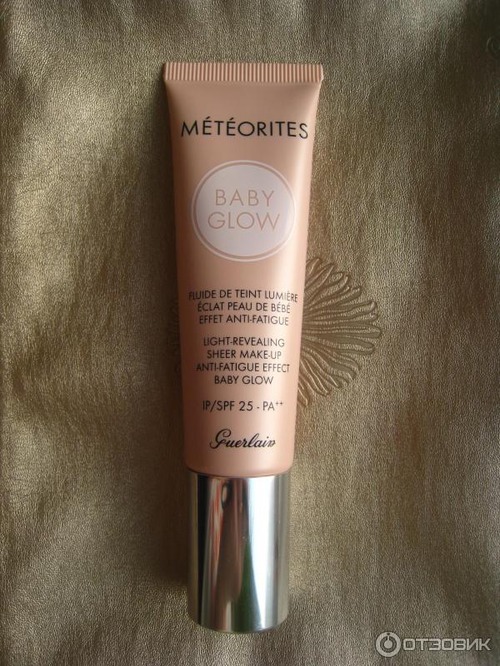 MÉTÉORITES
BABY
GLOW
FLUIDE DE TEINT LUMIÈRE
ÉCLAT PEAU DE BÉBÉ
EFFET ANTI-FATIGUE
LIGHT-REVEALING
SHEER MAKE-UP
ANTI-FATIGUE EFFECT
BABY GLOW
IP/SPF 25 - PA++
Guerlain
ОТЗОВИК